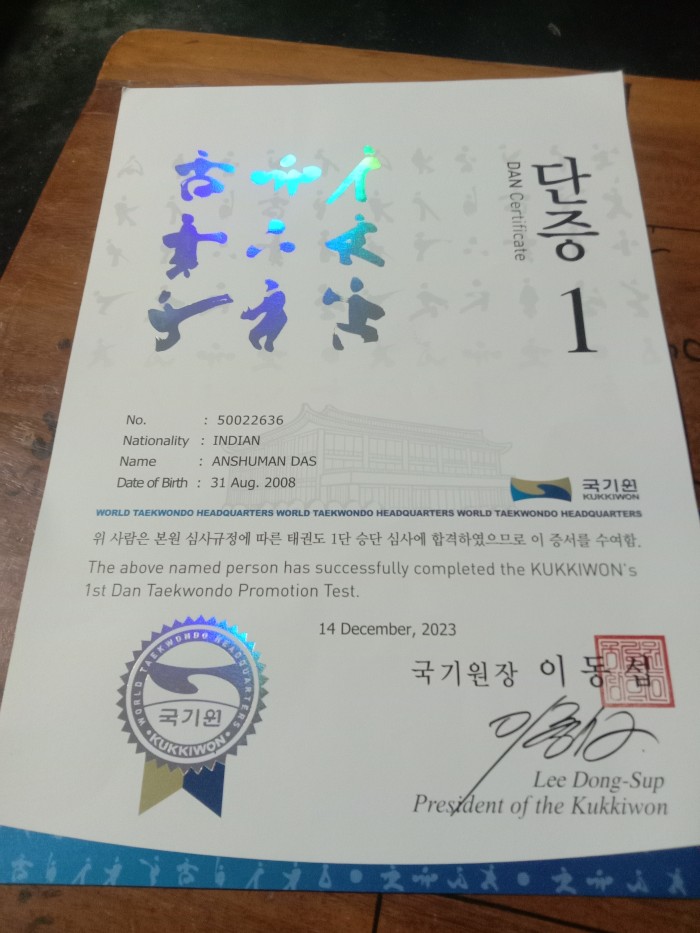 단증
DAN Certificate
1
No. : 50022636
Nationality : INDIAN
Name : ANSHUMAN DAS
Date of Birth : 31 Aug. 2008
국기원
KUKKIWON
WORLD TAEKWONDO HEADQUARTERS WORLD TAEKWONDO HEADQUARTERS WORLD TAEKWONDO HEADQUARTERS
위 사람은 본원 심사규정에 따른 태권도 1단 승단 심사에 합격하였으므로 이 증서를 수여함.
The above named person has successfully completed the KUKKIWON's
1st Dan Taekwondo Promotion Test.
14 December, 2023
국기원장 이동섭
Lee Dong-Sup
President of the Kukkiwon
WORLD TAEKWONDO HEADQUARTERS
국기원
KUKKIWON